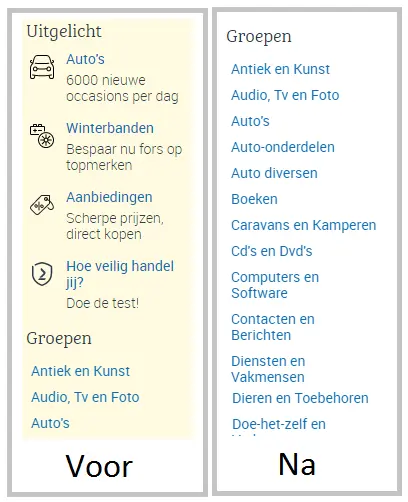 Uitgelicht
Auto's
6000 nieuwe
occasions per dag
Winterbanden
Bespaar nu fors op
topmerken
Aanbiedingen
Scherpe prijzen,
direct kopen
Hoe veilig handel
jij?
Doe de test!
Groepen
Antiek en Kunst
Audio, Tv en Foto
Auto's
Voor
Groepen
Antiek en Kunst
Audio, Tv en Foto
Auto's
Auto-onderdelen
Auto diversen
Boeken
Caravans en Kamperen
Cd's en Dvd's
Computers en
Software
Contacten en
Berichten
Diensten en
Vakmensen
Dieren en Toebehoren
Doe-het-zelf en
Na